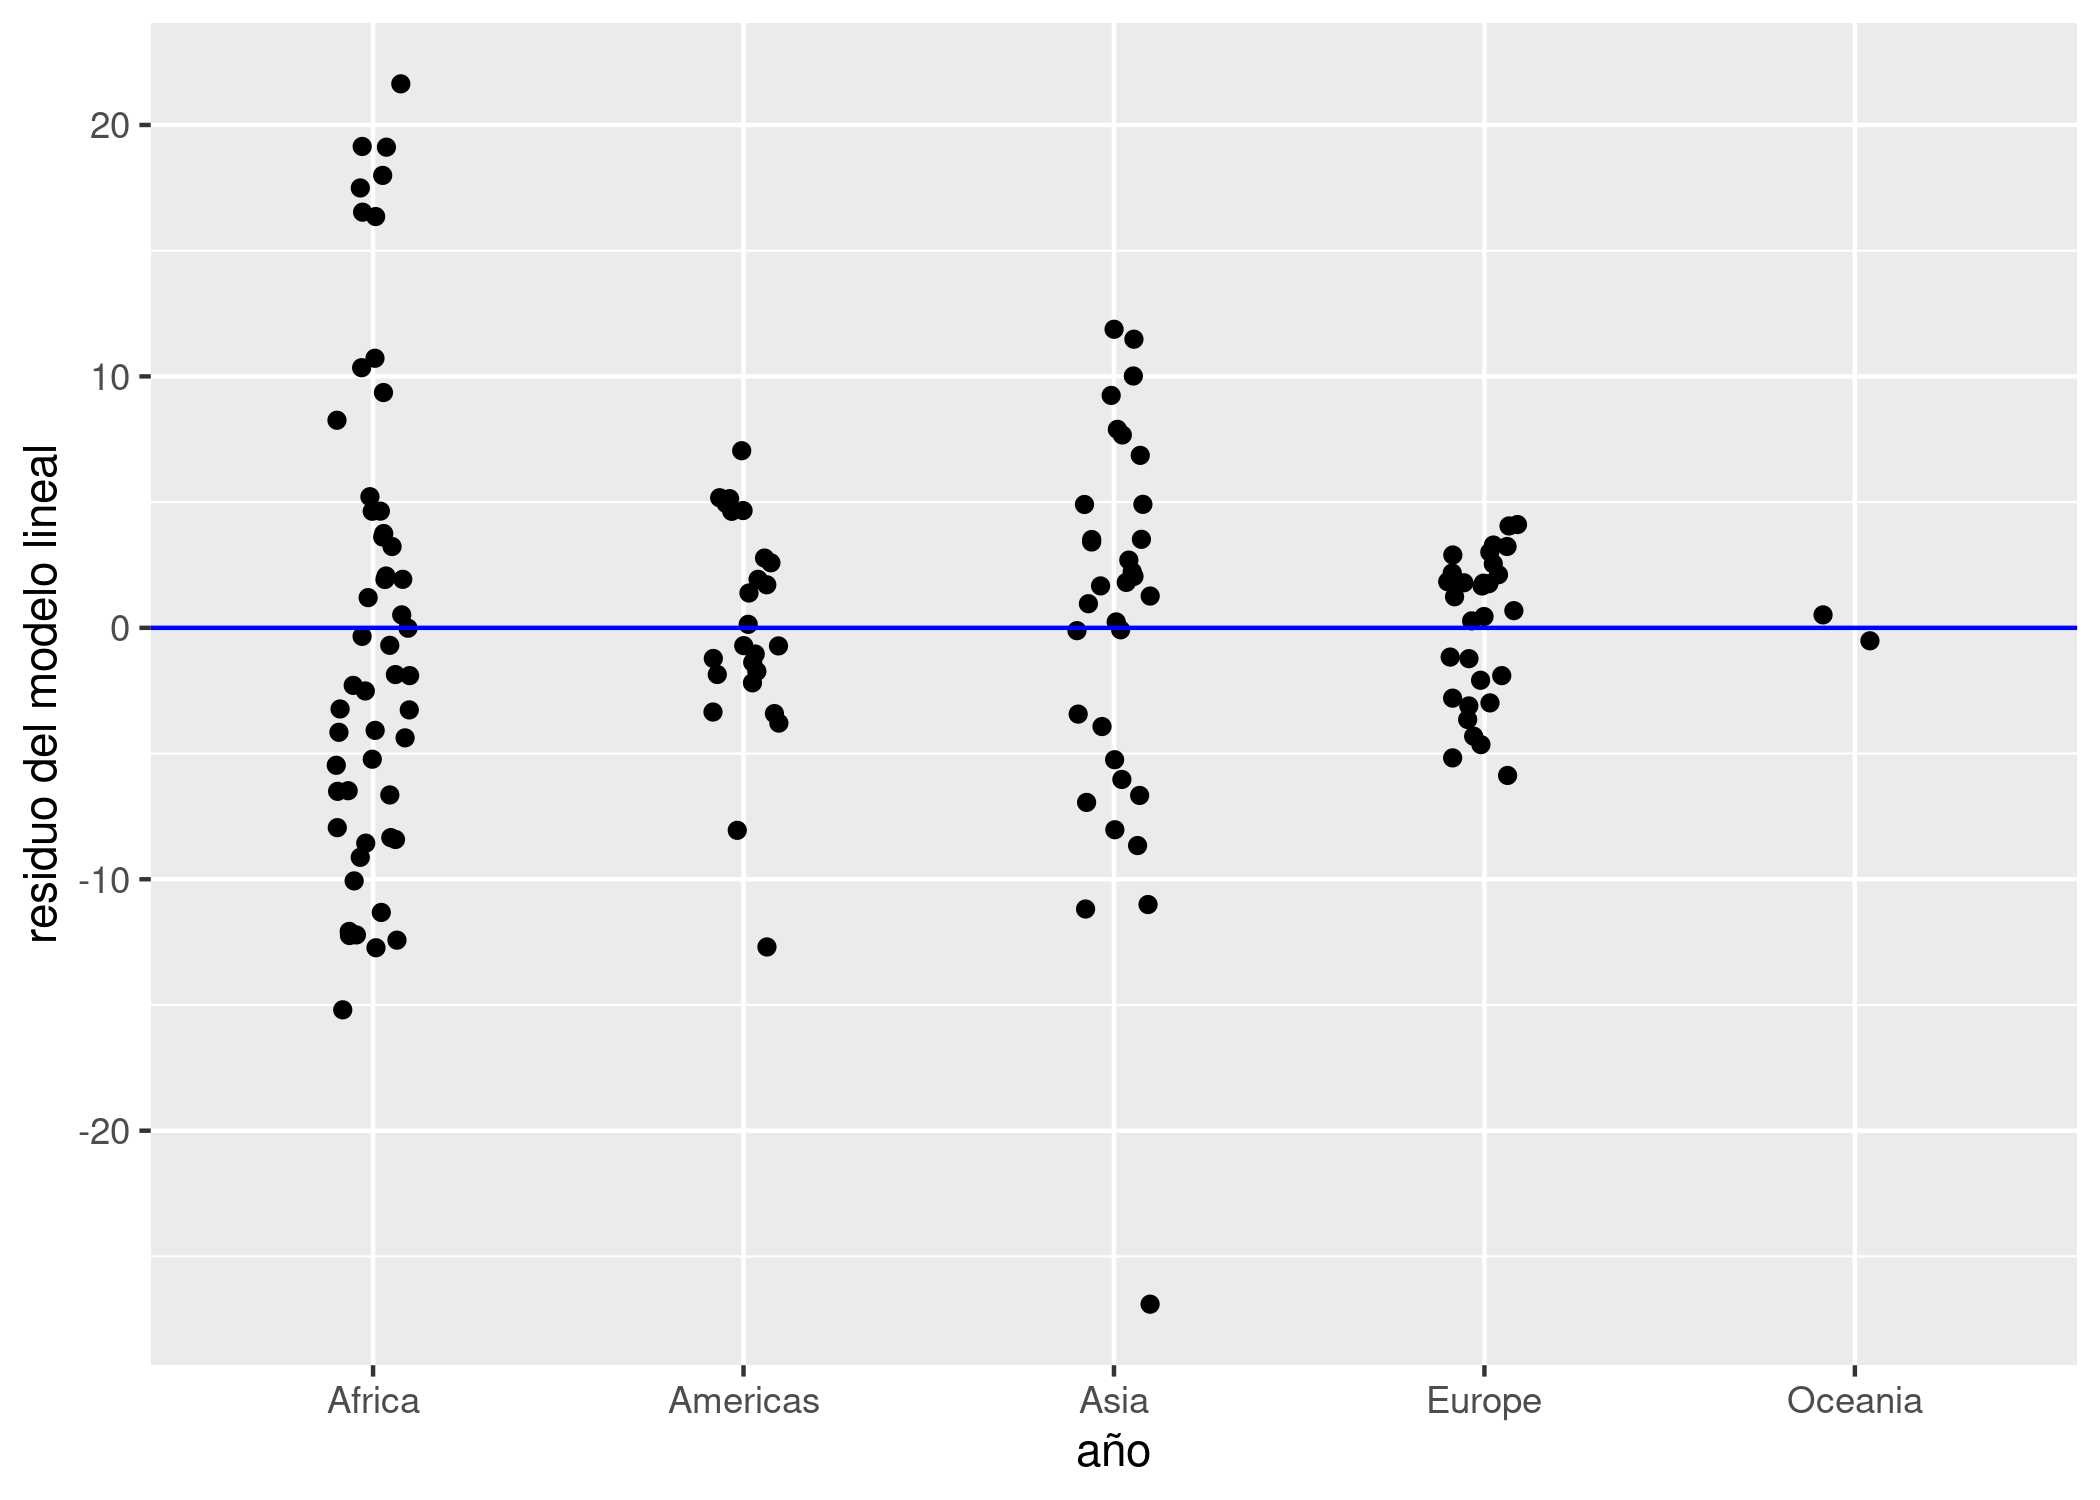 residuo del modelo lineal
20
10
0
-10
-20
Africa
Americas
Asia
Europe
Oceania
año